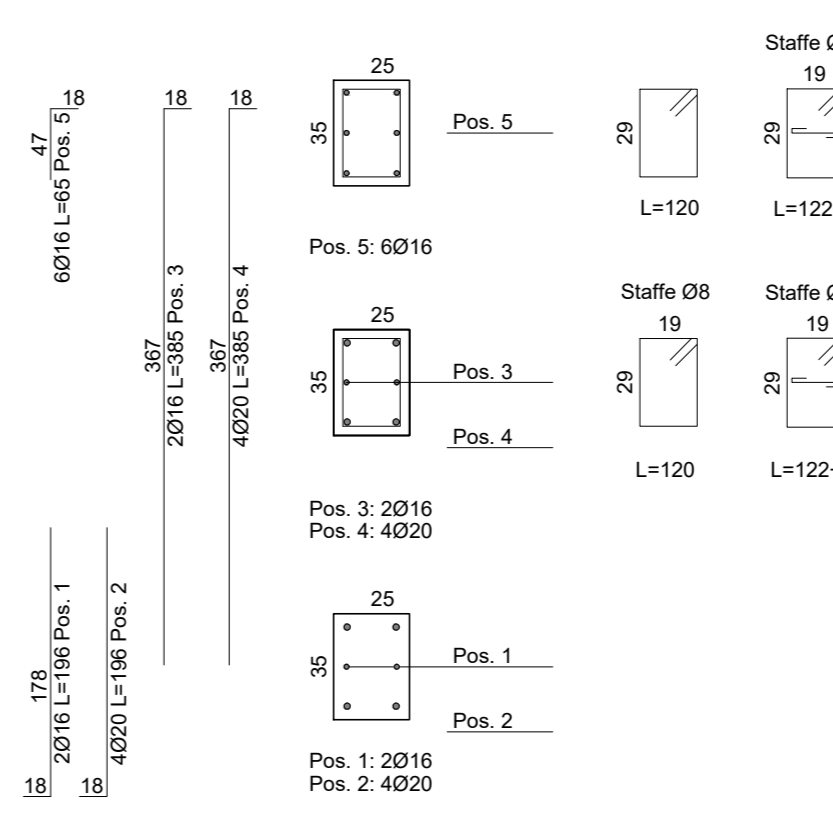 18
47
6Ø16 L=65 Pos. 5
18
367
2Ø16 L=385 Pos. 3
18
367
4Ø20 L=385 Pos. 4
178
2Ø16 L=196 Pos. 1
18
4Ø20 L=196 Pos. 2
18
25
35
Pos. 5
Pos. 5: 6Ø16
29
L=120
Staffe Ø
19
29
L=122
25
35
Pos. 3
Pos. 4
Pos. 3: 2Ø16
Pos. 4: 4Ø20
Staffe Ø8
19
29
L=120
Staffe Ø
19
29
L=122
25
35
Pos. 1
Pos. 2
Pos. 1: 2Ø16
Pos. 2: 4Ø20